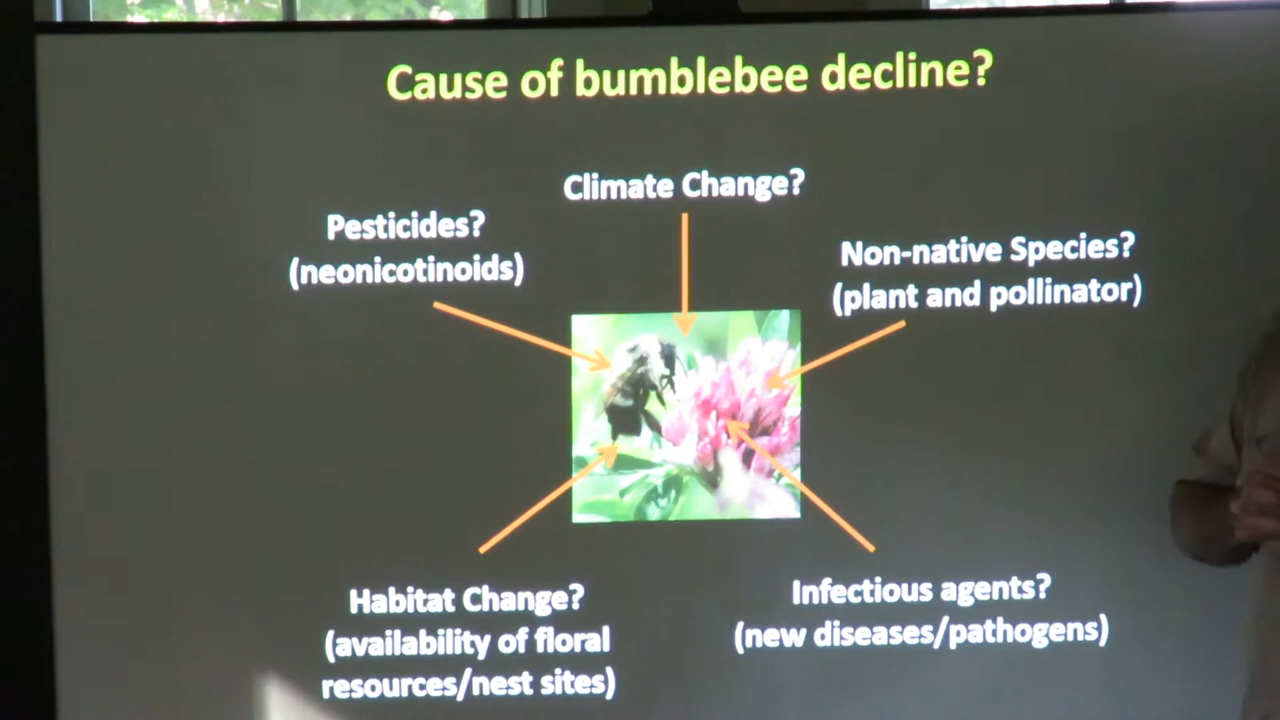 Cause of bumblebee decline?
Climate Change?
Pesticides?
(neonicotinoids)
Non-native Species?
(plant and pollinator)
Habitat Change?
(availability of floral
resources/nest sites)
Infectious agents?
(new diseases/pathogens)